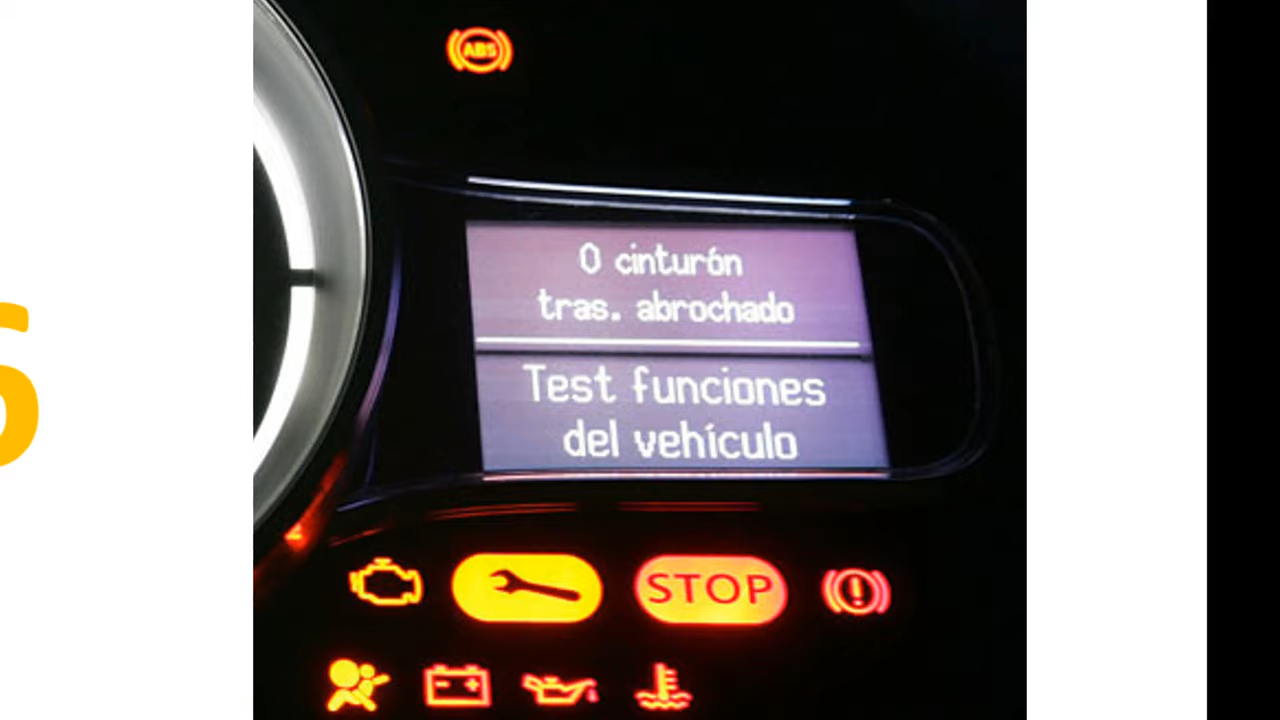 ABS
0 cinturón
tras. abrochado
Test funciones
del vehículo
STOP